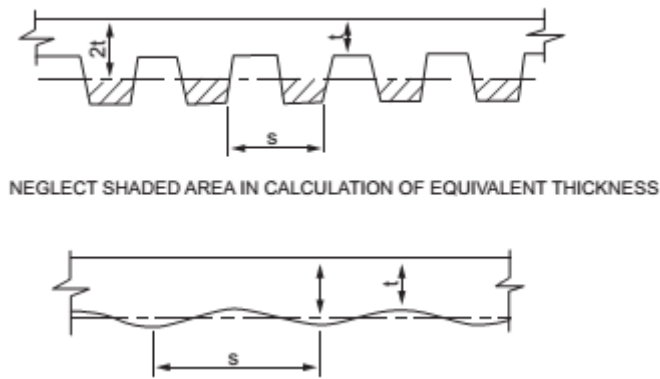 2t
t
s
NEGLECT SHADED AREA IN CALCULATION OF EQUIVALENT THICKNESS
t
s